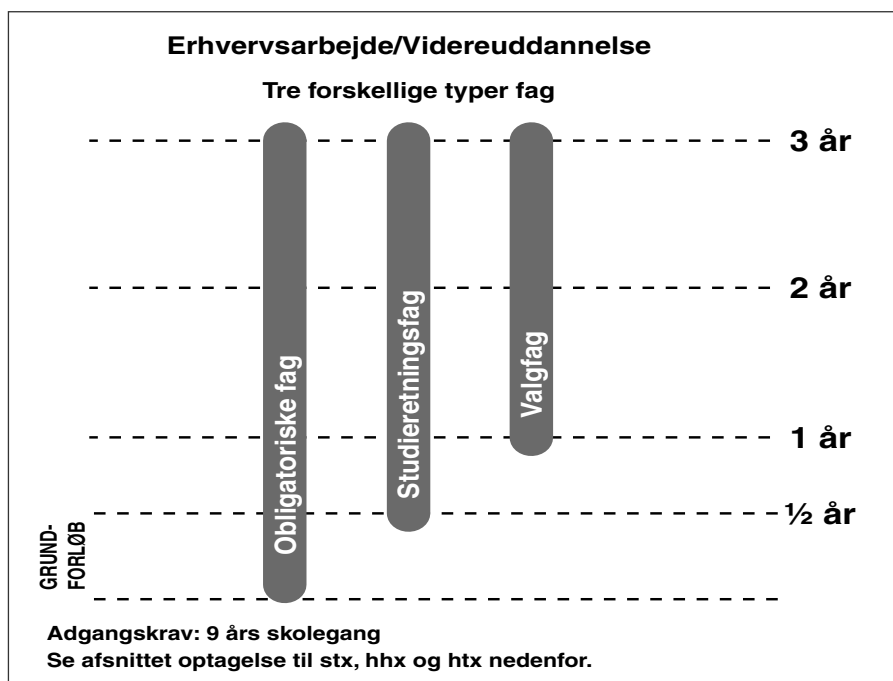 Erhvervsarbejde/Videreuddannelse
Tre forskellige typer fag
3 år
2 år
1 år
½ år
Obligatoriske fag
Studieretningsfag
Valgfag
GRUND-
FORLØB
Adgangskrav: 9 års skolegang
Se afsnittet optagelse til stx, hhx og htx nedenfor.